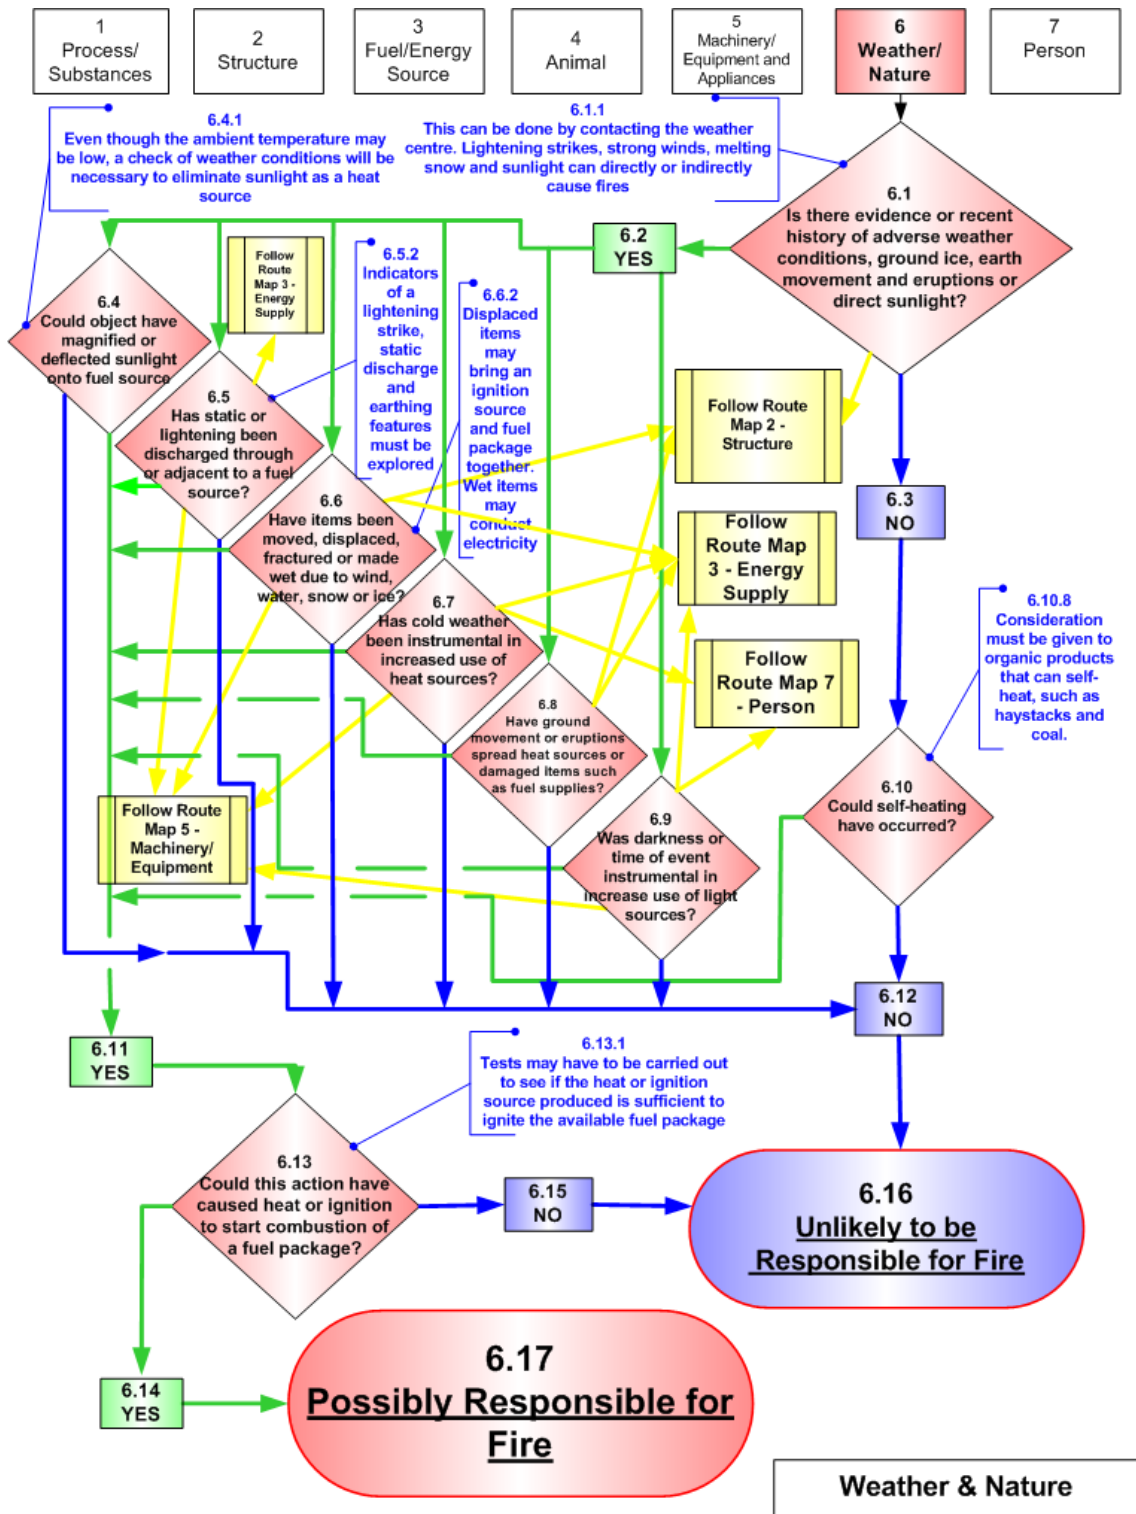 1
Process/
Substances
2
Structure
3
Fuel/Energy
Source
4
Animal
5
Machinery/
Equipment and
Appliances
6
Weather/
Nature
7
Person
6.4.1
Even though the ambient temperature may
be low, a check of weather conditions will be
necessary to eliminate sunlight as a heat
source
6.1.1
This can be done by contacting the weather
centre. Lightening strikes, strong winds, melting
snow and sunlight can directly or indirectly
cause fires
6.1
Is there evidence or recent
history of adverse weather
conditions, ground ice, earth
movement and eruptions or
direct sunlight?
6.2
YES
6.4
Could object have
magnified or
deflected sunlight
onto fuel source
Follow
Route
Map 3 -
Energy
Supply
6.5.2
Indicators
of a
lightening
strike,
static
discharge
and
earthing
features
must be
explored
6.6.2
Displaced
items
may
bring an
ignition
source
and fuel
package
together.
Wet items
may
conduct
electricity
6.5
Has static or
lightening been
discharged through
or adjacent to a fuel
source?
Follow Route
Map 2 -
Structure
6.3
NO
6.6
Have items been
moved, displaced,
fractured or made
wet due to wind,
water, snow or ice?
Follow
Route Map
3 - Energy
Supply
6.7
Has cold weather
been instrumental in
increased use of
heat sources?
Follow
Route Map 7
- Person
6.10.8
Consideration
must be given to
organic products
that can self-
heat, such as
haystacks and
coal.
6.8
Have ground
movement or eruptions
spread heat sources or
damaged items such
as fuel supplies?
6.10
Could self-heating
have occurred?
Follow Route
Map 5 -
Machinery/
Equipment
6.9
Was darkness or
time of event
instrumental in
increase use of light
sources?
6.12
NO
6.11
YES
6.13.1
Tests may have to be carried out
to see if the heat or ignition
source produced is sufficient to
ignite the available fuel package
6.13
Could this action have
caused heat or ignition
to start combustion of
a fuel package?
6.15
NO
6.16
Unlikely to be
Responsible for Fire
6.14
YES
6.17
Possibly Responsible for
Fire
Weather & Nature